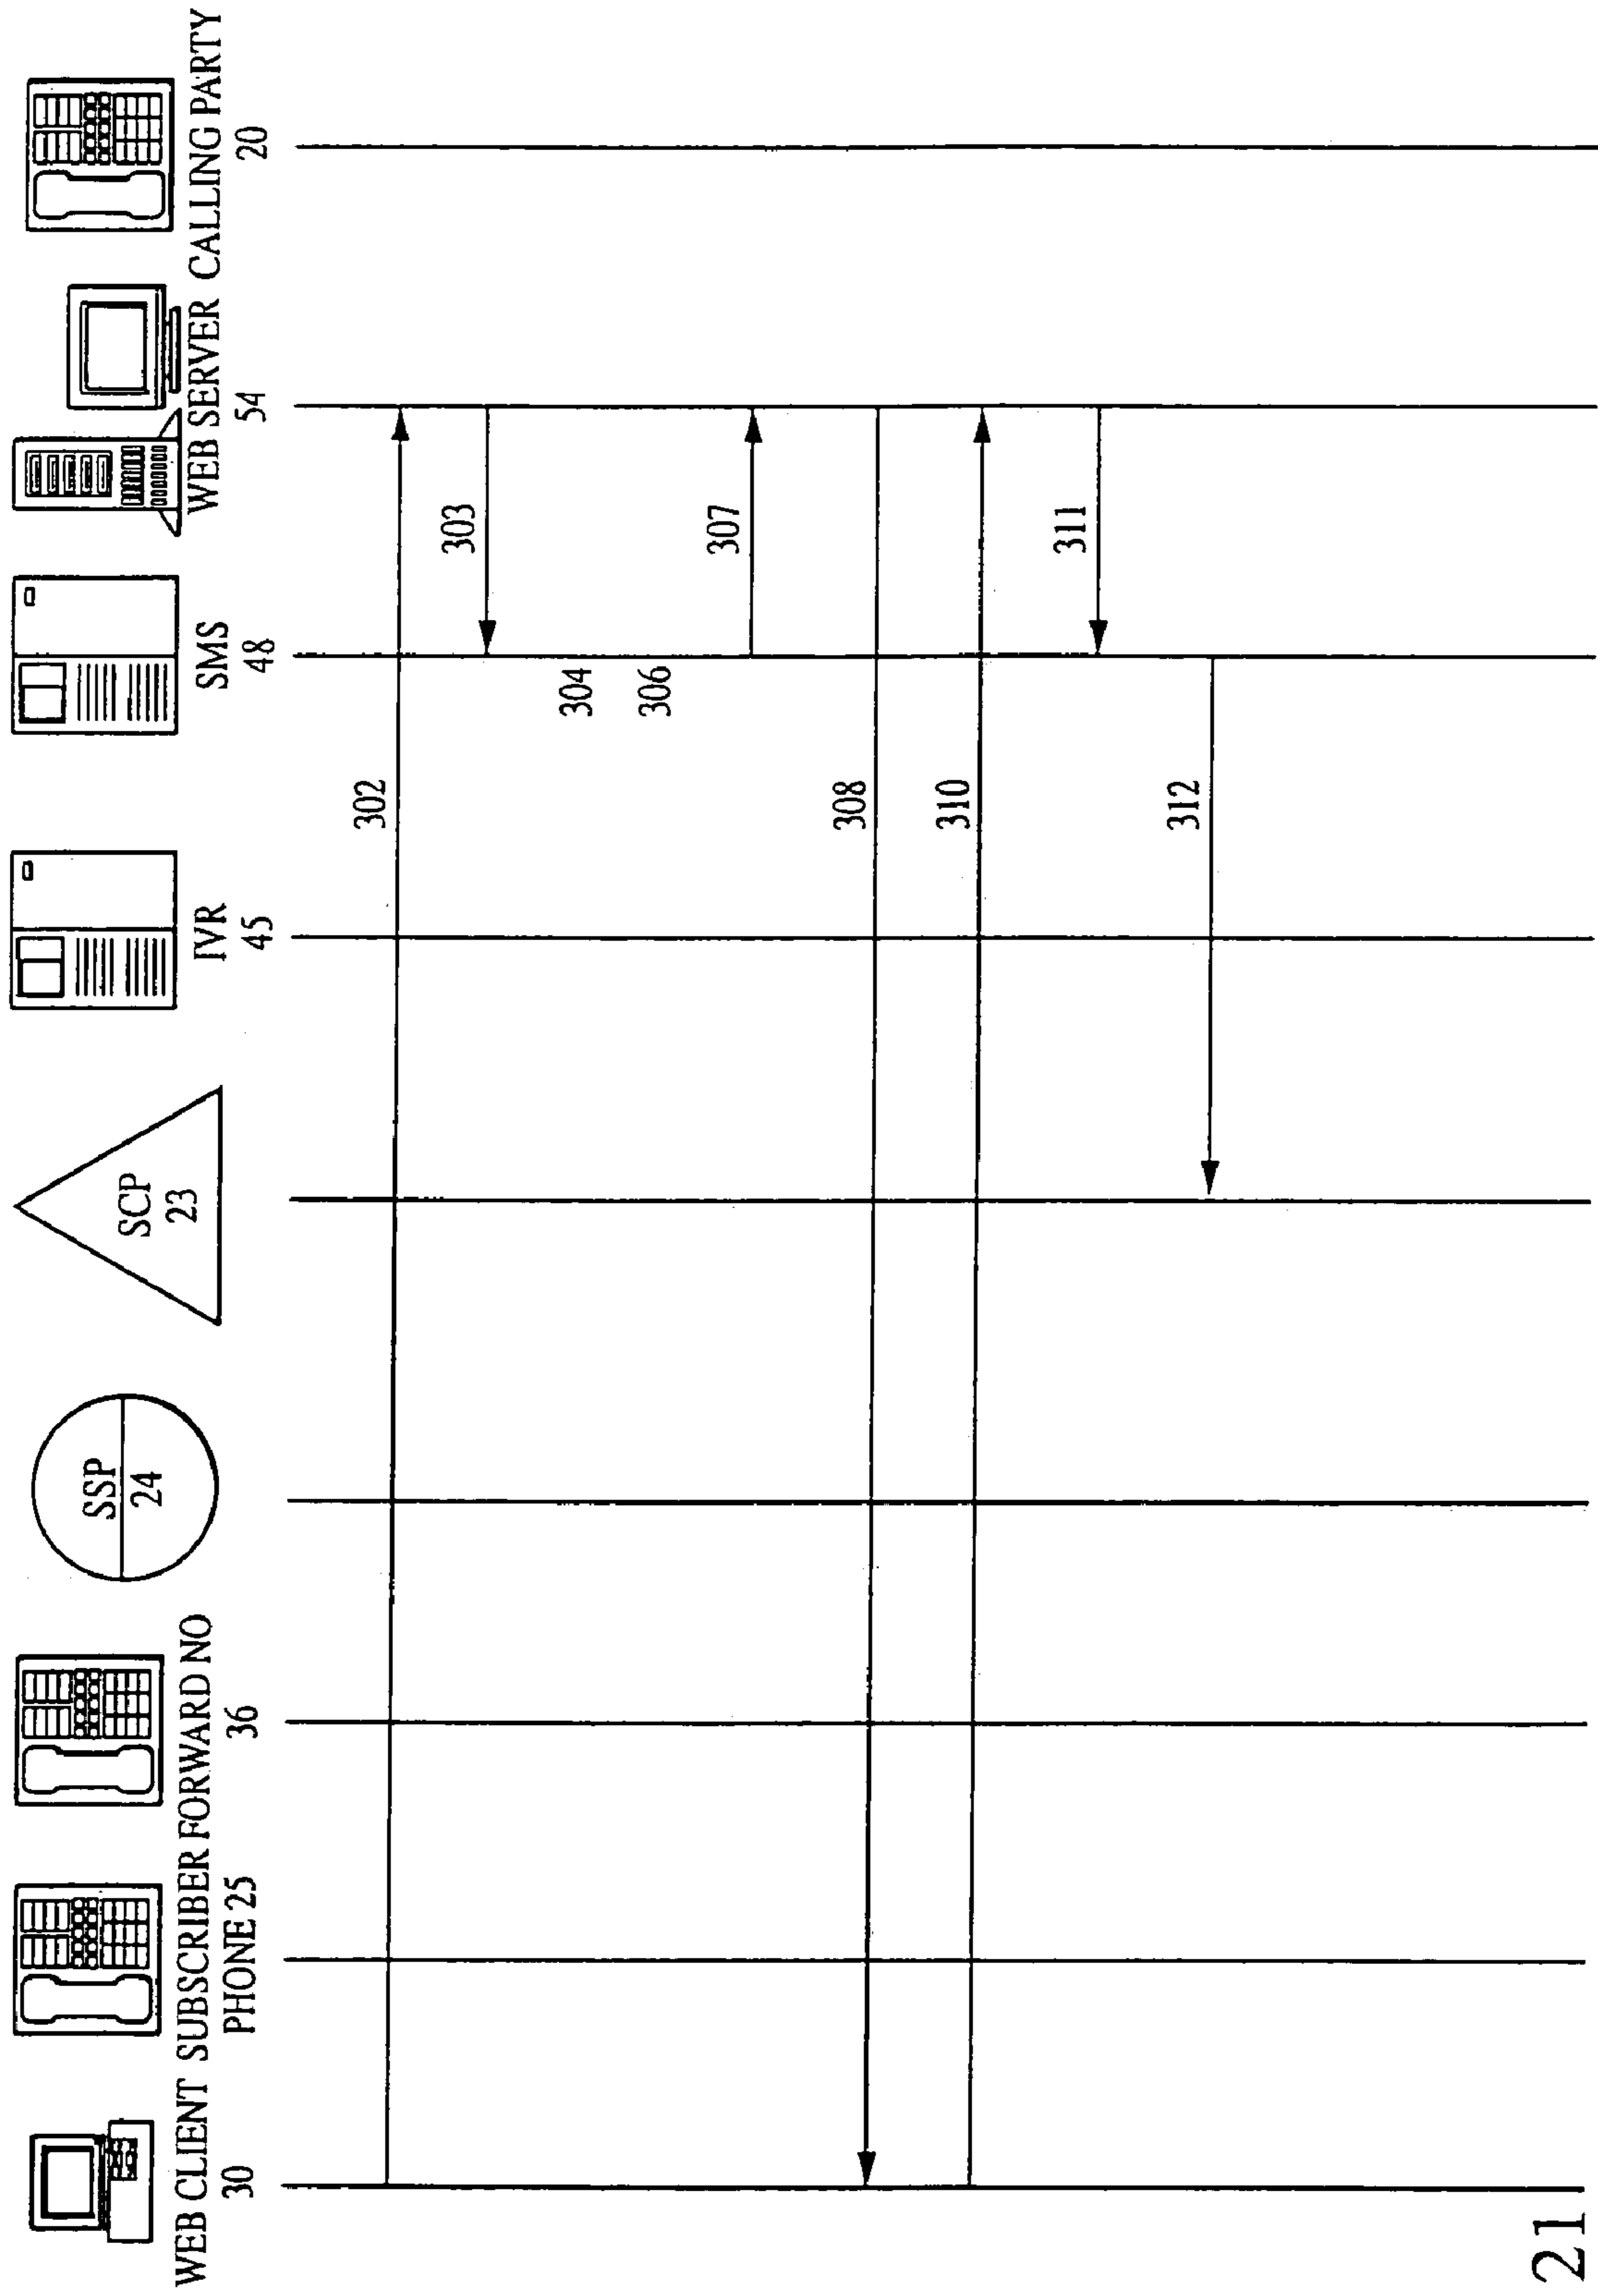 WEB CLIENT
30
SUBSCRIBER
PHONE 25
FORWARD NO
36
SSP
24
SCP
23
IVR
45
SMS
48
WEB SERVER
54
CALLING PARTY
20
302
303
304
306
307
308
310
311
312
21